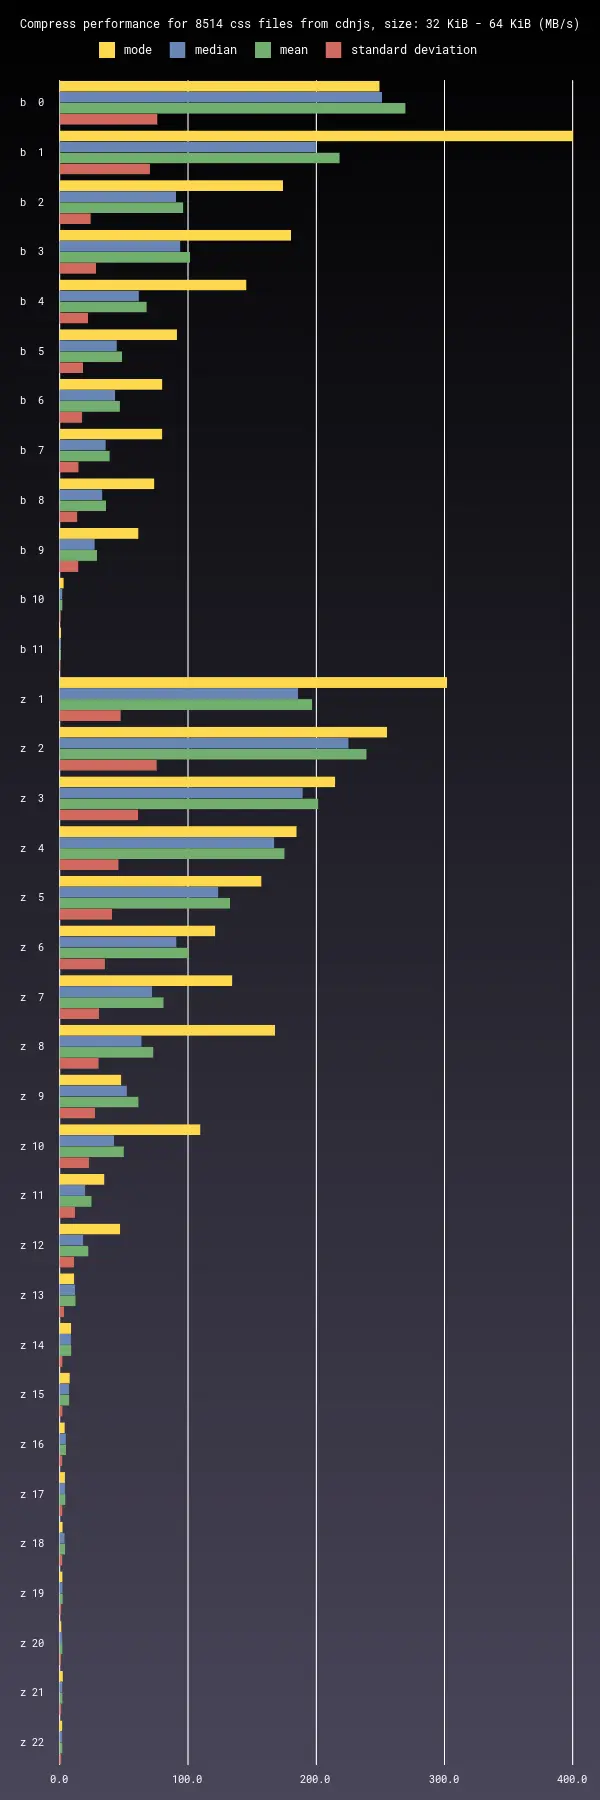 Compress performance for 8514 css files from cdnjs, size: 32 KiB - 64 KiB (MB/s)
mode median mean standard deviation
b 0
b 1
b 2
b 3
b 4
b 5
b 6
b 7
b 8
b 9
b 10
b 11
z 1
z 2
z 3
z 4
z 5
z 6
z 7
z 8
z 9
z 10
z 11
z 12
z 13
z 14
z 15
z 16
z 17
z 18
z 19
z 20
z 21
z 22
0.0 100.0 200.0 300.0 400.0